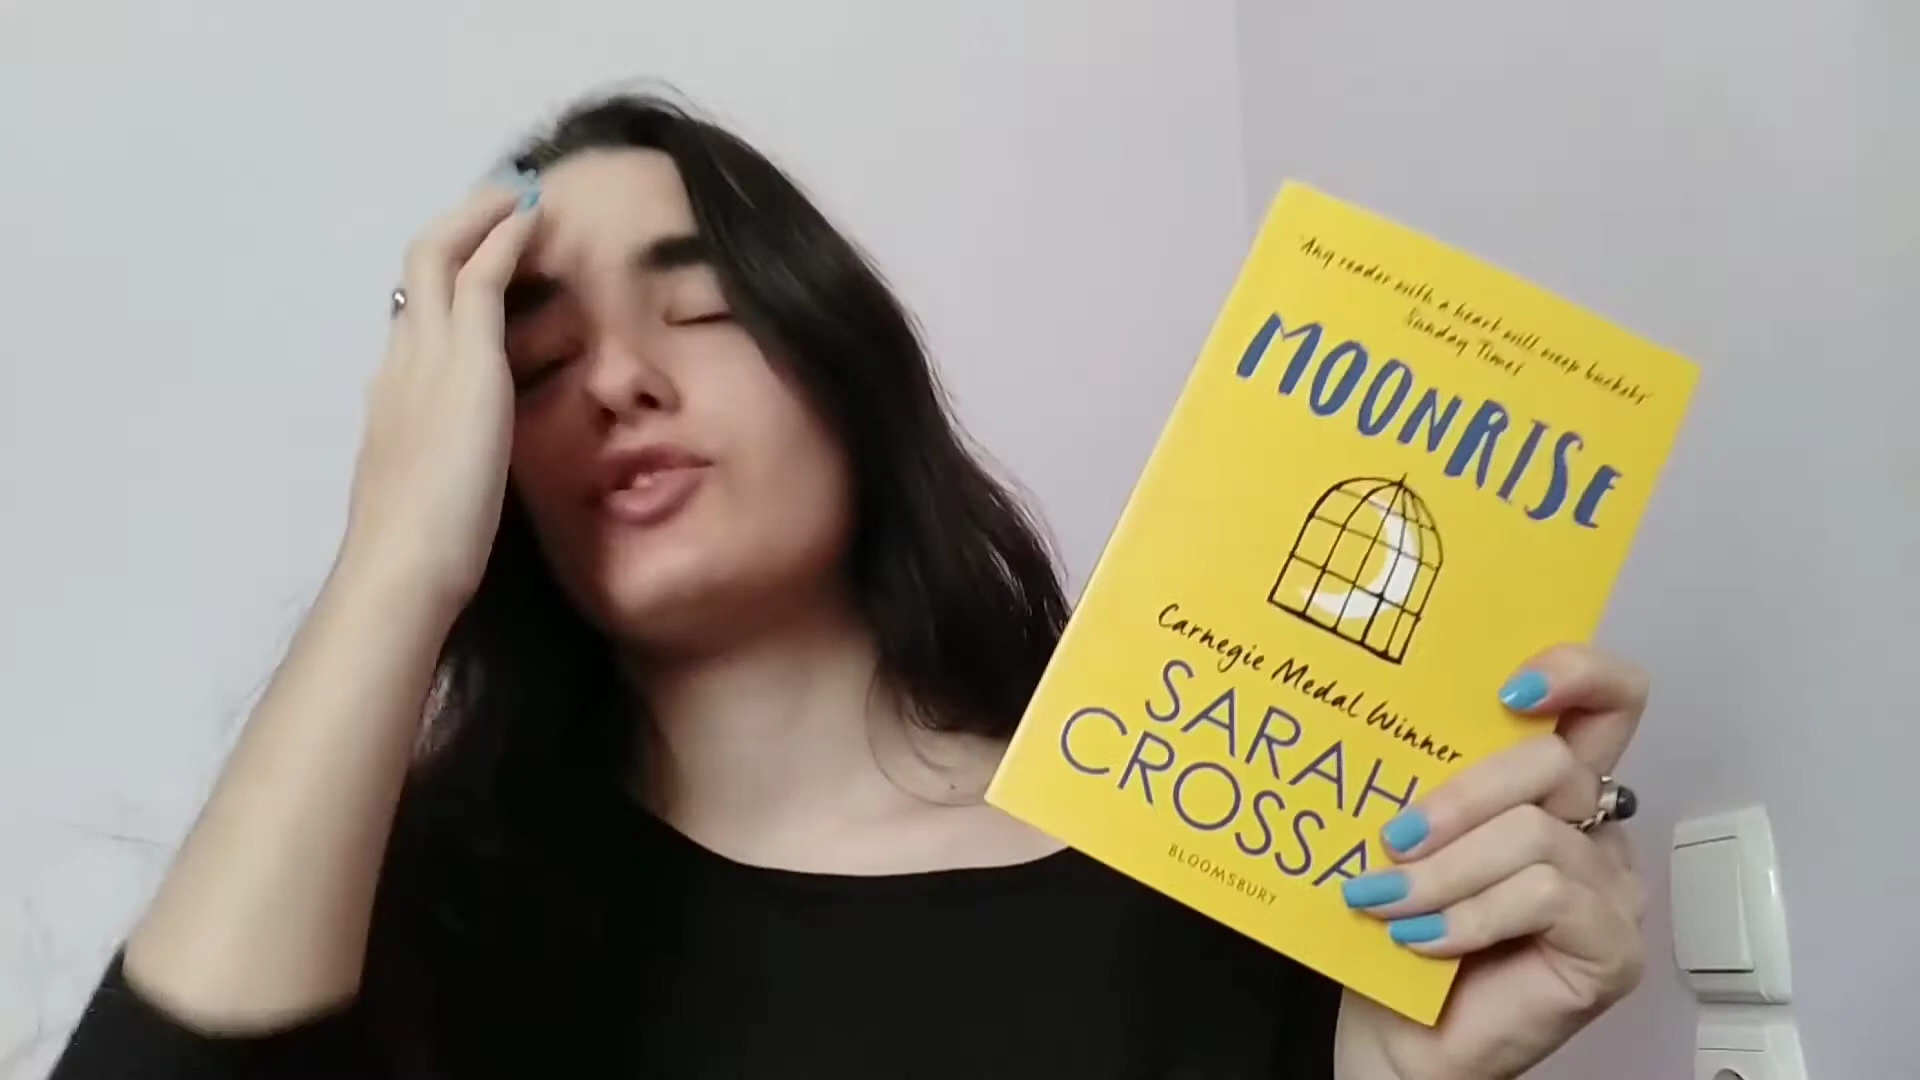 'Any reader with a heart will weep buckets'
Sunday Times
MOONRISE
Carnegie Medal Winner
SARAH
CROSSA
BLOOMSBURY